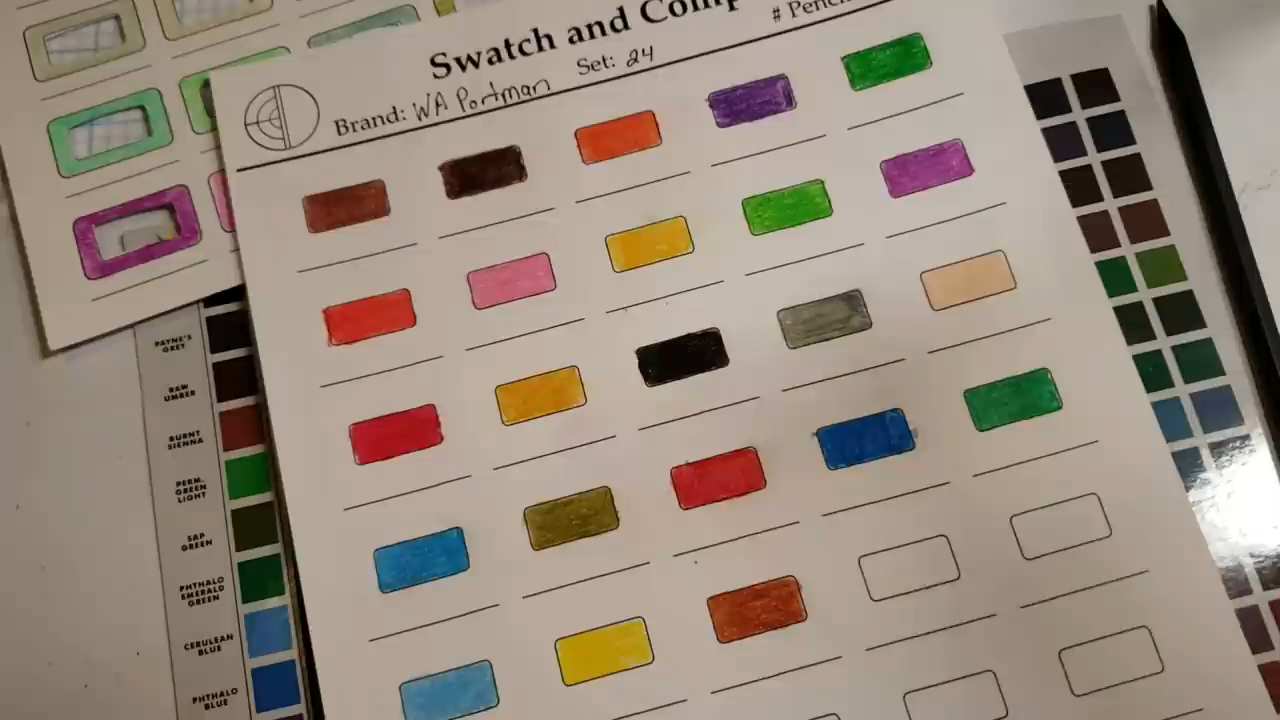 Swatch and Comp
# Penc
Brand: WA Portman Set: 24
PAYNE'S
GREY
RAW
UMBER
BURNT
SIENNA
PERM.
GREEN
LIGHT
SAP
GREEN
PHTHALO
EMERALD
GREEN
CERULEAN
BLUE
PHTHALO
BLUE